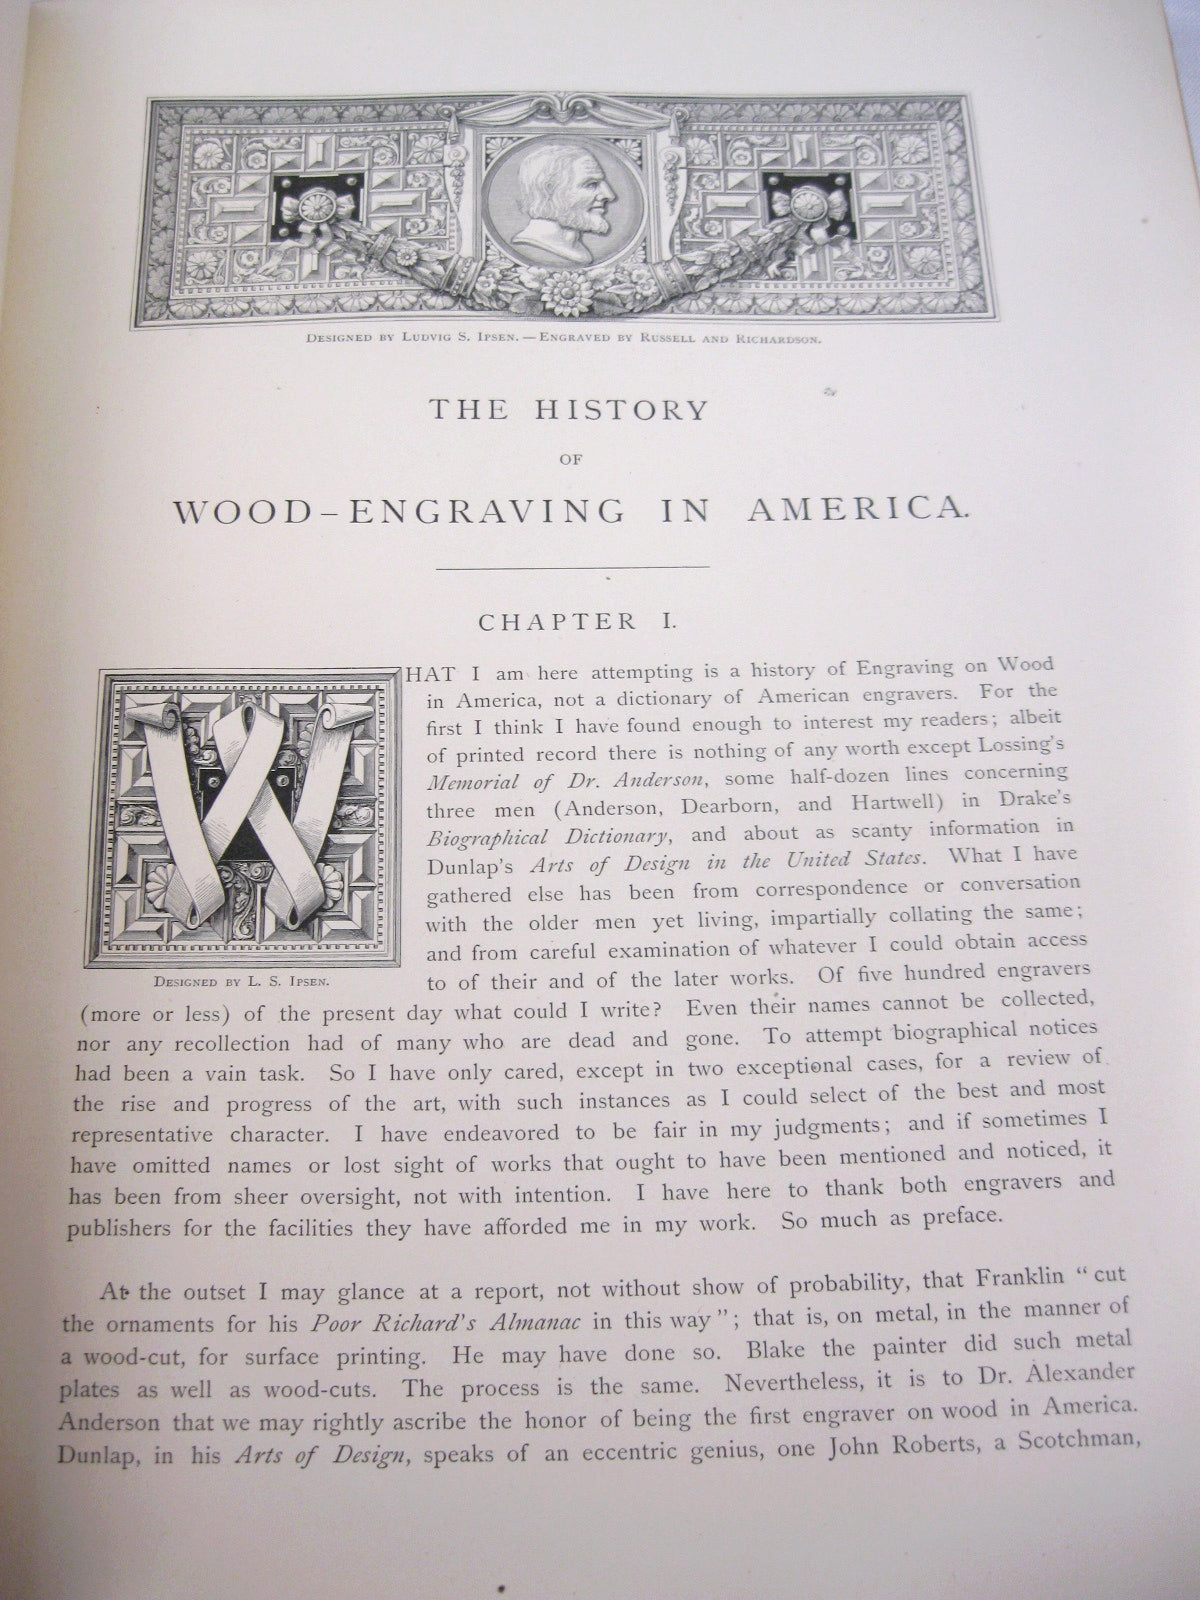 DESIGNED BY LUDVIG S. IPSEN.—ENGRAVED BY RUSSELL AND RICHARDSON.
THE HISTORY
OF
WOOD-ENGRAVING IN AMERICA.
CHAPTER I.
WHAT I am here attempting is a history of Engraving on Wood
in America, not a dictionary of American engravers. For the
first I think I have found enough to interest my readers; albeit
of printed record there is nothing of any worth except Lossing's
Memorial of Dr. Anderson, some half-dozen lines concerning
three men (Anderson, Dearborn, and Hartwell) in Drake's
Biographical Dictionary, and about as scanty information in
Dunlap's Arts of Design in the United States. What I have
gathered else has been from correspondence or conversation
with the older men yet living, impartially collating the same;
and from careful examination of whatever I could obtain access
to of their and of the later works. Of five hundred engravers
DESIGNED BY L. S. IPSEN.
(more or less) of the present day what could I write? Even their names cannot be collected,
nor any recollection had of many who are dead and gone. To attempt biographical notices
had been a vain task. So I have only cared, except in two exceptional cases, for a review of
the rise and progress of the art, with such instances as I could select of the best and most
representative character. I have endeavored to be fair in my judgments; and if sometimes I
have omitted names or lost sight of works that ought to have been mentioned and noticed, it
has been from sheer oversight, not with intention. I have here to thank both engravers and
publishers for the facilities they have afforded me in my work. So much as preface.
At the outset I may glance at a report, not without show of probability, that Franklin "cut
the ornaments for his Poor Richard's Almanac in this way"; that is, on metal, in the manner of
a wood-cut, for surface printing. He may have done so. Blake the painter did such metal
plates as well as wood-cuts. The process is the same. Nevertheless, it is to Dr. Alexander
Anderson that we may rightly ascribe the honor of being the first engraver on wood in America.
Dunlap, in his Arts of Design, speaks of an eccentric genius, one John Roberts, a Scotchman,